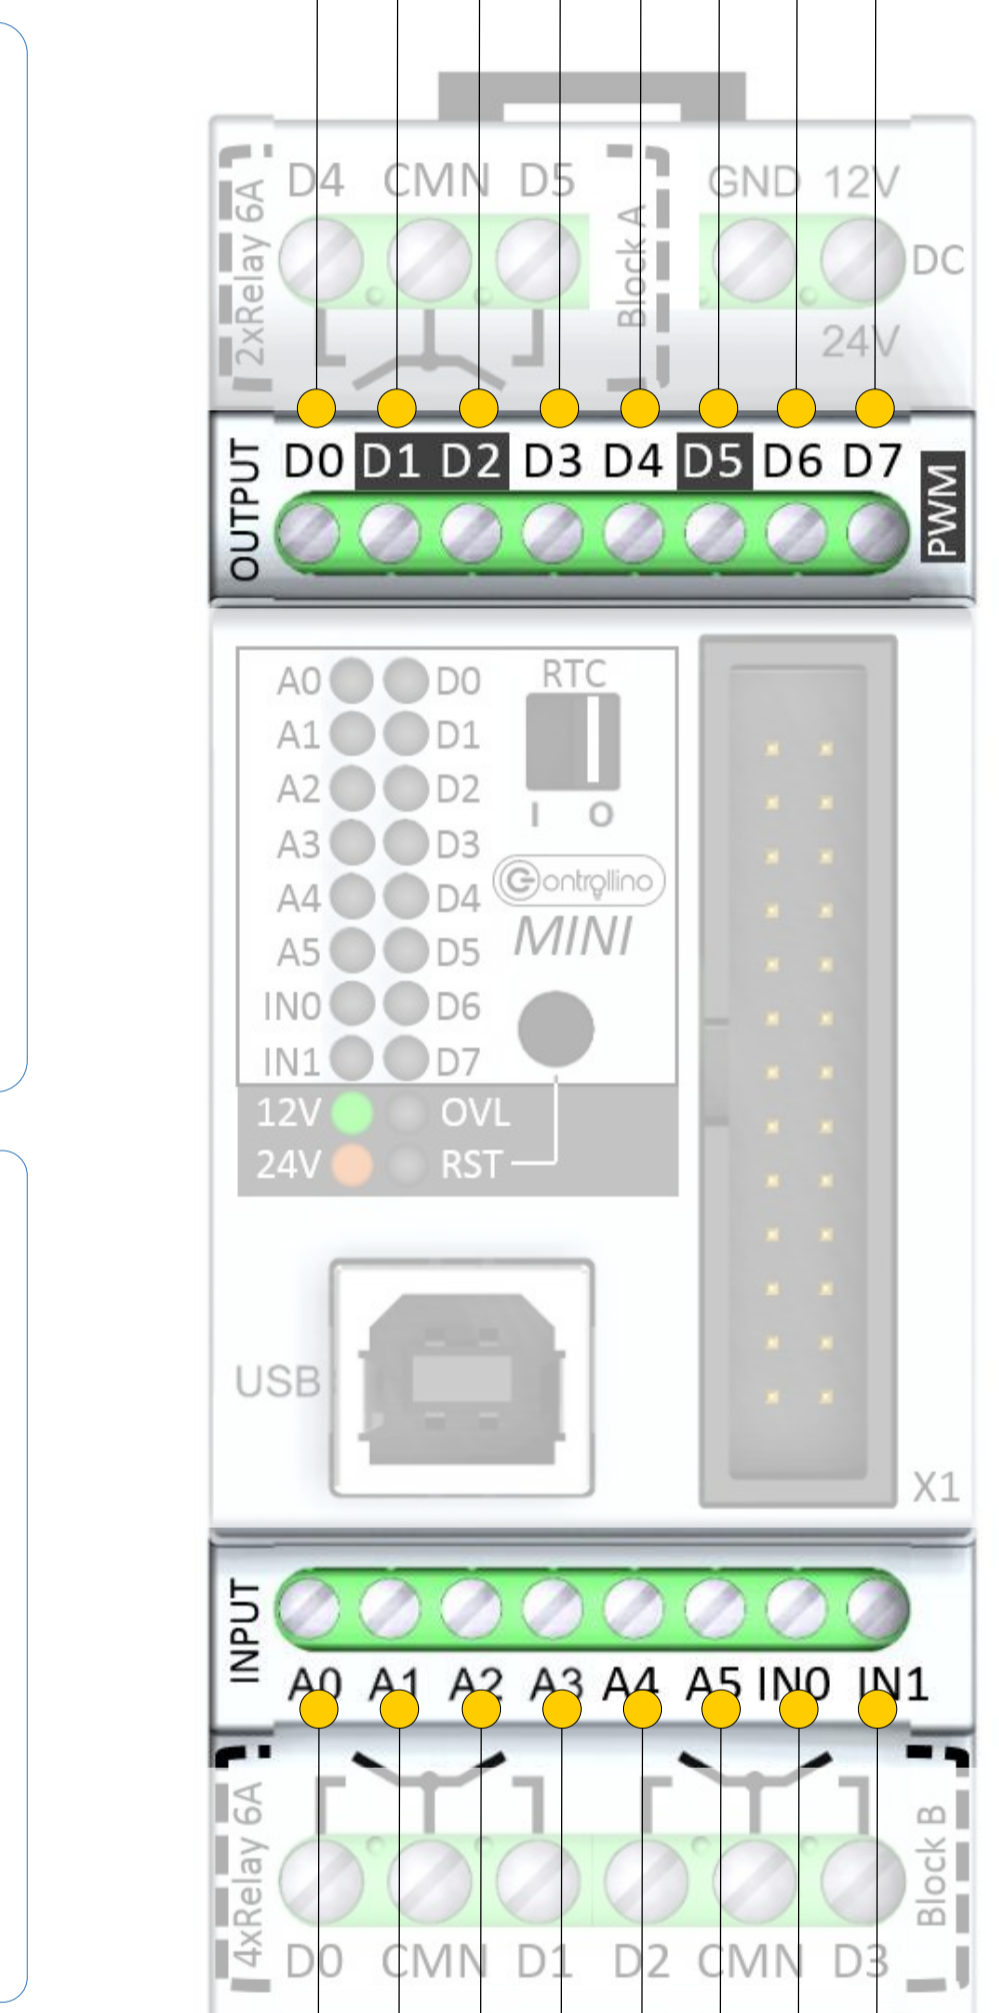 D4 CMN D5 GND 12V
2xRelay 6A
Block A
DC
24V
OUTPUT
D0 D1 D2 D3 D4 D5 D6 D7
PWM
A0 D0
A1 D1
A2 D2
A3 D3
A4 D4
A5 D5
IN0 D6
IN1 D7
12V OVL
24V RST
RTC
I O
Controllino
MINI
USB
X1
INPUT
A0 A1 A2 A3 A4 A5 IN0 IN1
4xRelay 6A
Block B
D0 CMN D1 D2 CMN D3